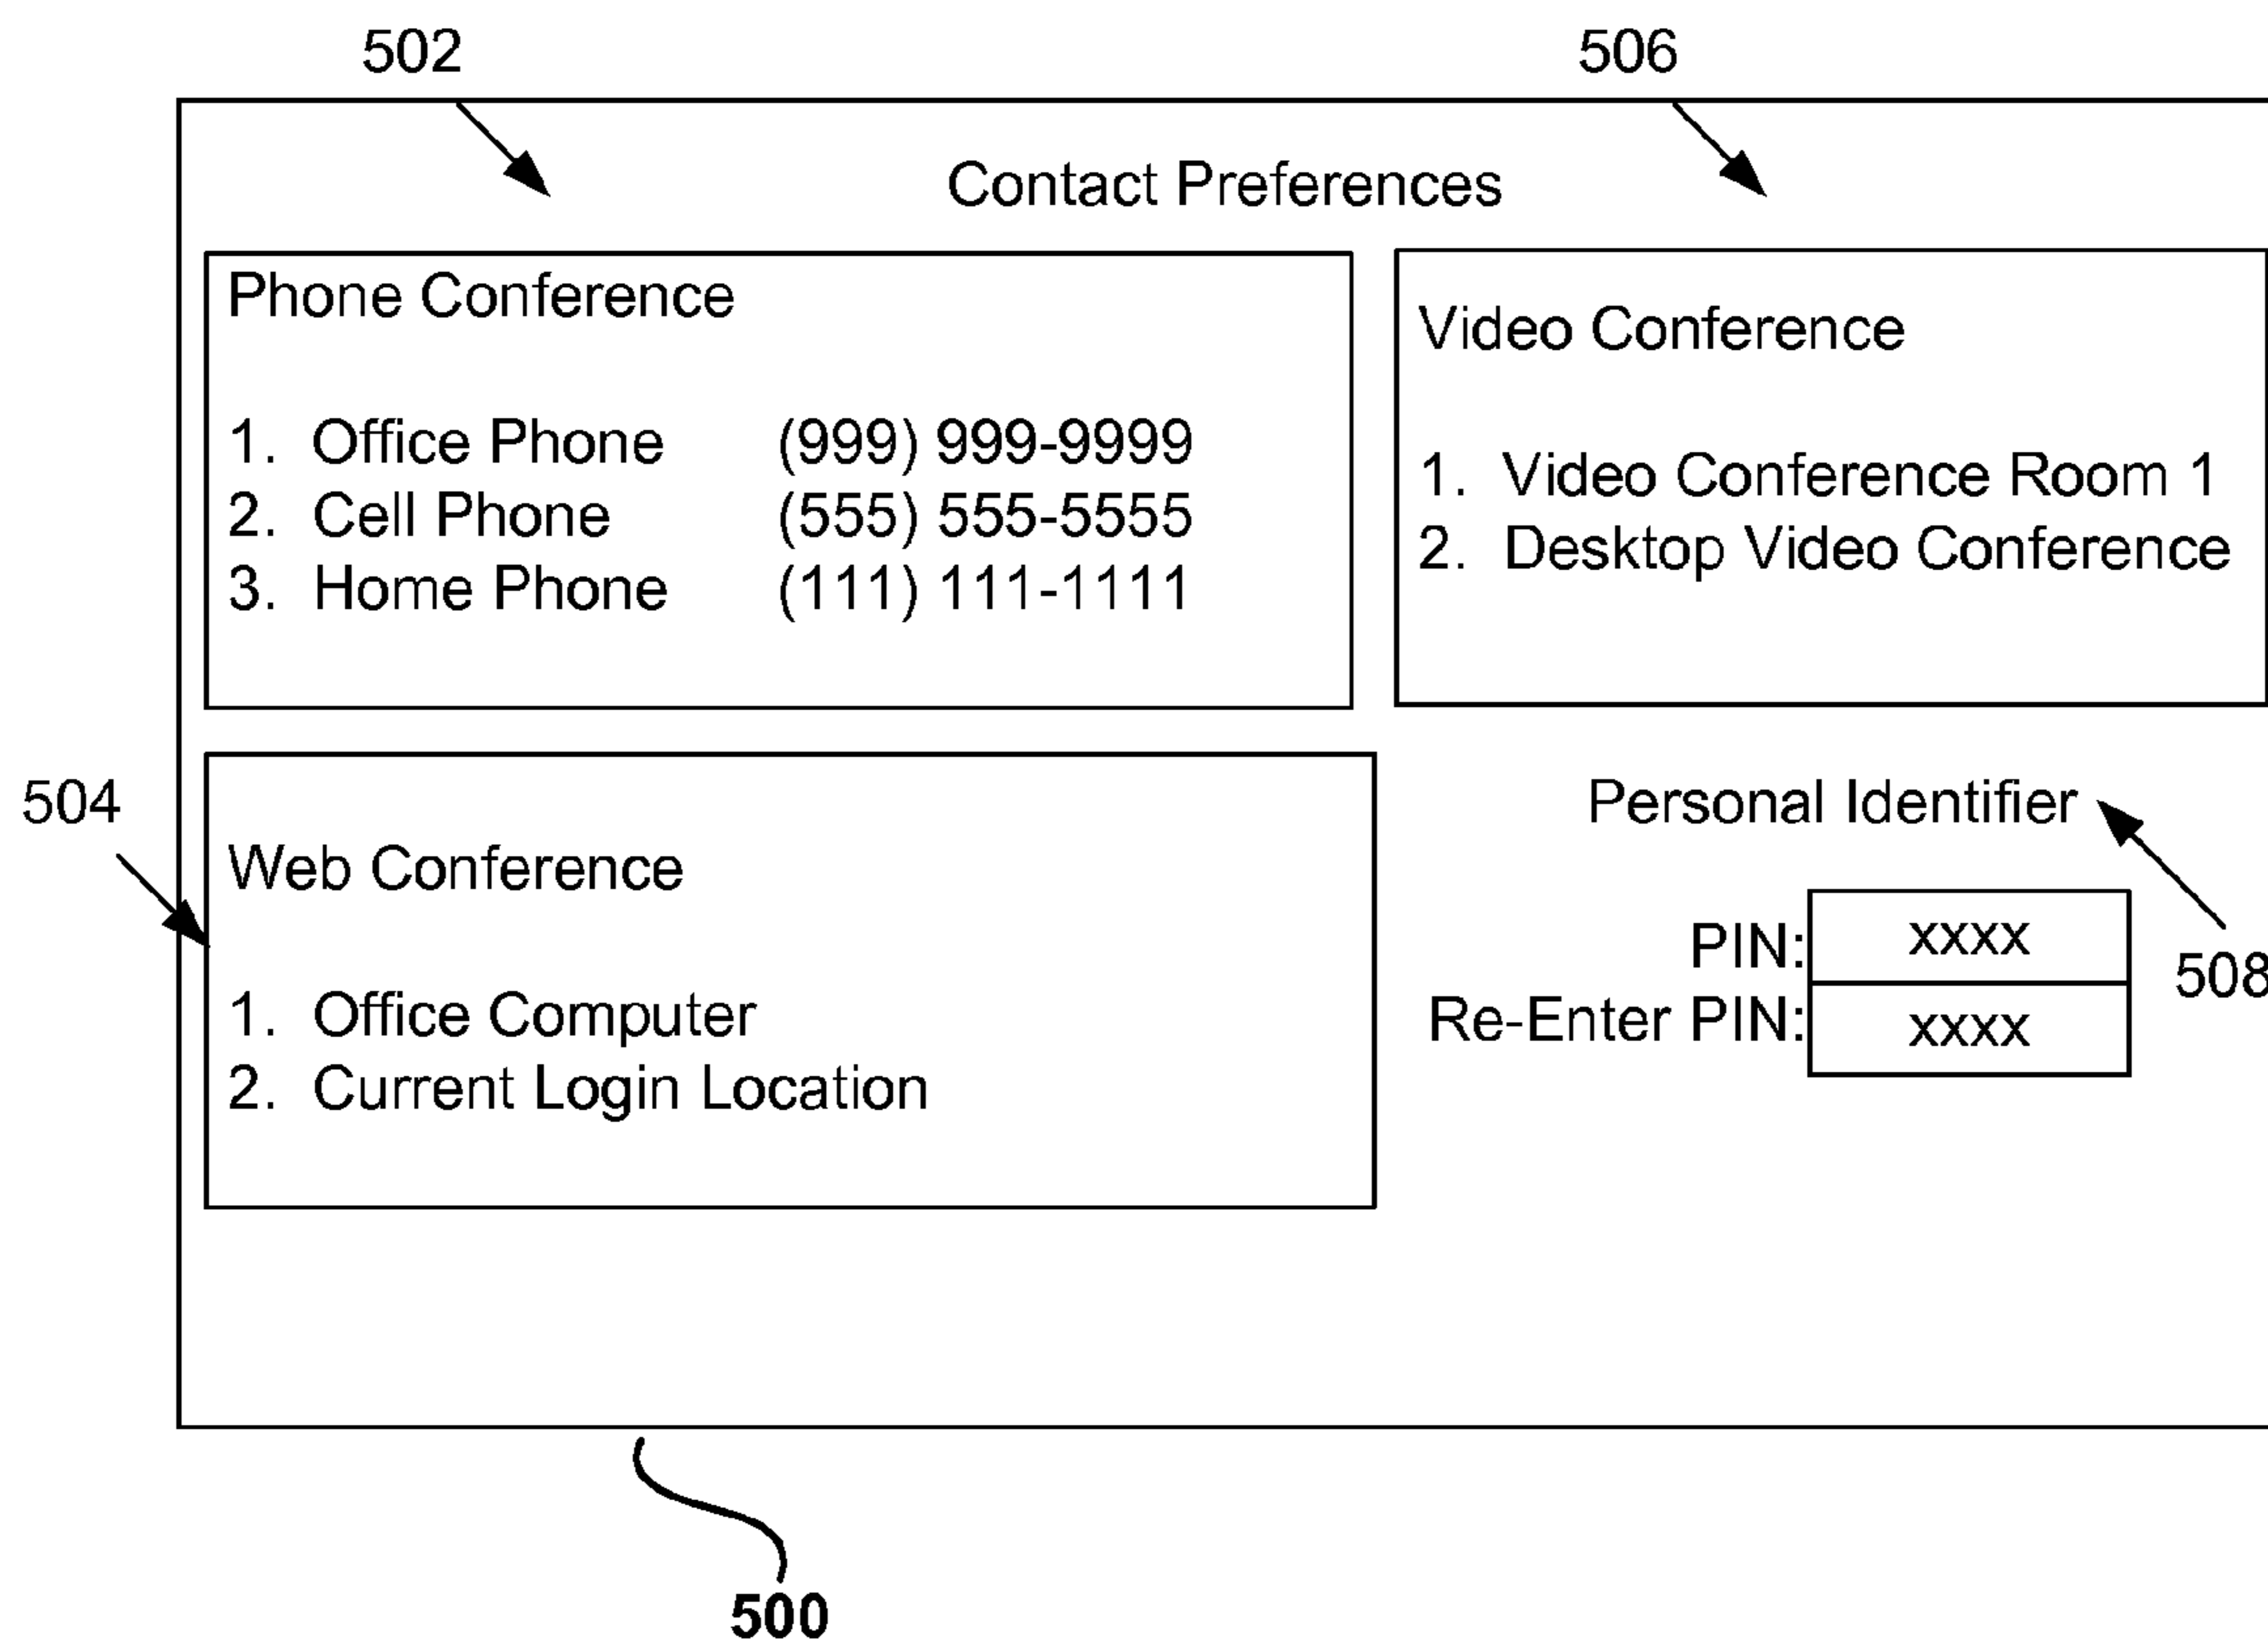 502
506
Contact Preferences
Phone Conference
1. Office Phone (999) 999-9999
2. Cell Phone (555) 555-5555
3. Home Phone (111) 111-1111
Video Conference
1. Video Conference Room 1
2. Desktop Video Conference
504
Web Conference
1. Office Computer
2. Current Login Location
Personal Identifier
PIN: xxxx
Re-Enter PIN: xxxx
508
500